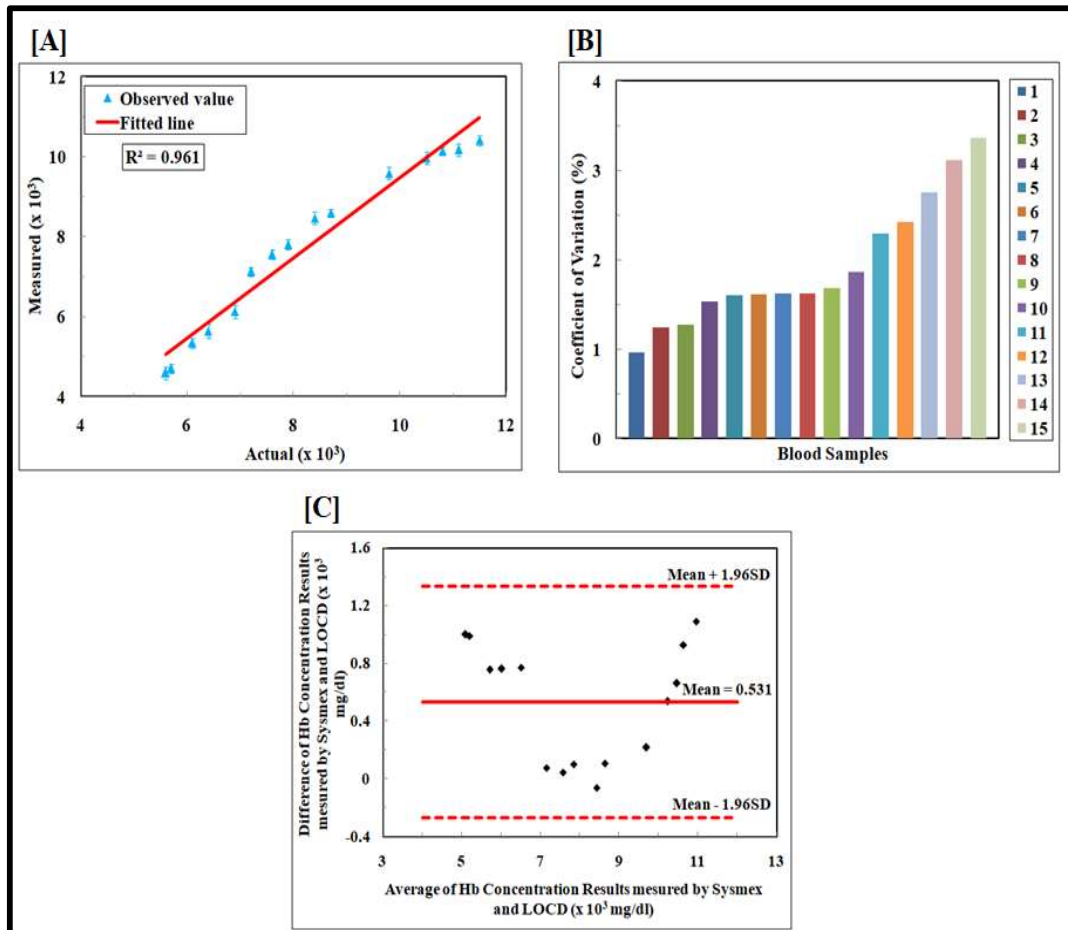 [A]
12
10
8
6
4
Measured (x 10³)
Observed value
Fitted line
R² = 0.961
4 6 8 10 12
Actual (x 10³)
[B]
4
3
2
1
0
Coefficient of Variation (%)
Blood Samples
1
2
3
4
5
6
7
8
9
10
11
12
13
14
15
[C]
Difference of Hb Concentration Results
mesured by Sysmex and LOCD (x 10³
mg/dl)
1.6
1.2
0.8
0.4
0
-0.4
Mean + 1.96SD
Mean = 0.531
Mean - 1.96SD
3 5 7 9 11 13
Average of Hb Concentration Results mesured by Sysmex
and LOCD (x 10³ mg/dl)